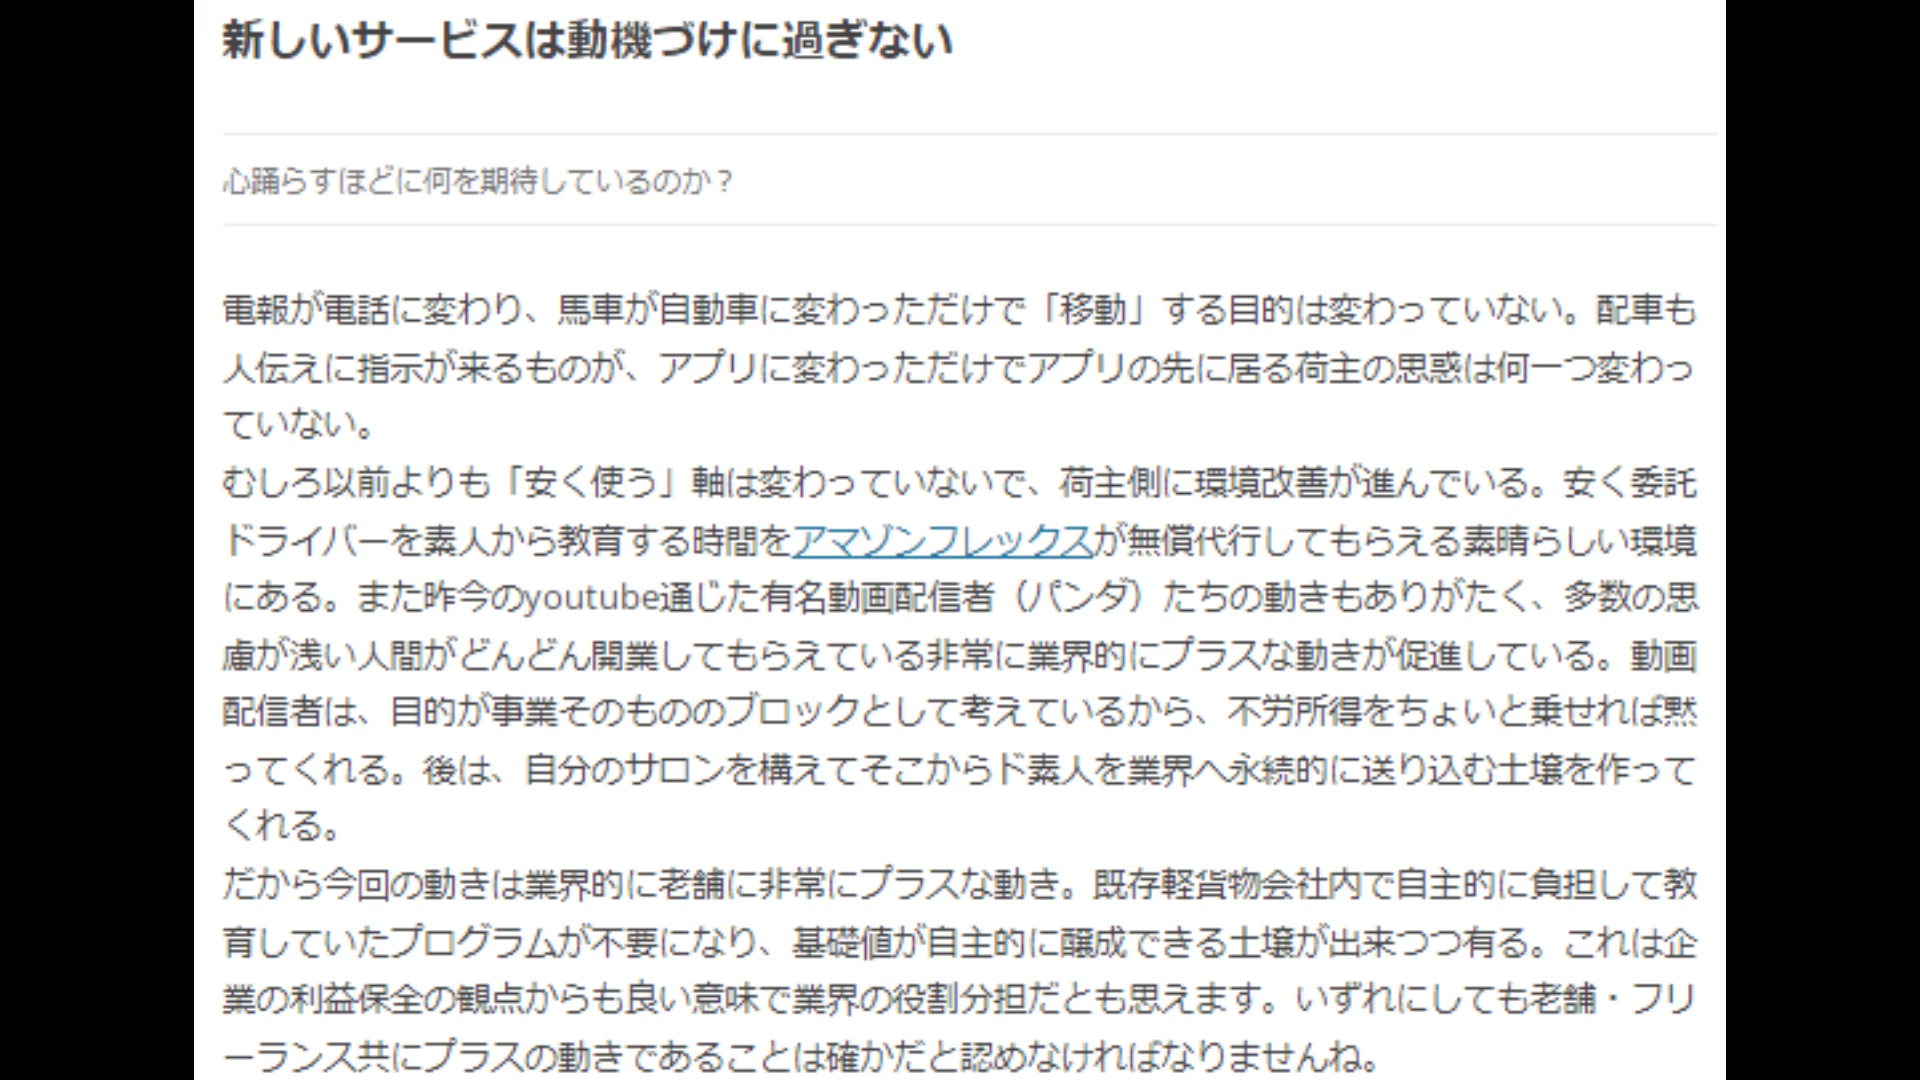 新しいサービスは動機づけに過ぎない
心踊らすほどに何を期待しているのか？
電報が電話に変わり、馬車が自動車に変わっただけで「移動」する目的は変わっていない。配車も
人伝えに指示が来るものが、アプリに変わっただけでアプリの先に居る荷主の思惑は何一つ変わっ
ていない。
むしろ以前よりも「安く使う」軸は変わっていないで、荷主側に環境改善が進んでいる。安く委託
ドライバーを素人から教育する時間をアマゾンフレックスが無償代行してもらえる素晴らしい環境
にある。また昨今のyoutube通じた有名動画配信者（パンダ）たちの動きもありがたく、多数の思
慮が浅い人間がどんどん開業してもらえている非常に業界的にプラスな動きが促進している。動画
配信者は、目的が事業そのもののブロックとして考えているから、不労所得をちょいと乗せれば黙
ってくれる。後は、自分のサロンを構えてそこからド素人を業界へ永続的に送り込む土壌を作って
くれる。
だから今回の動きは業界的に老舗に非常にプラスな動き。既存軽貨物会社内で自主的に負担して教
育していたプログラムが不要になり、基礎値が自主的に醸成できる土壌が出来つつ有る。これは企
業の利益保全の観点からも良い意味で業界の役割分担だとも思えます。いずれにしても老舗・フリ
ーランス共にプラスの動きであることは確かだと認めなければなりませんね。